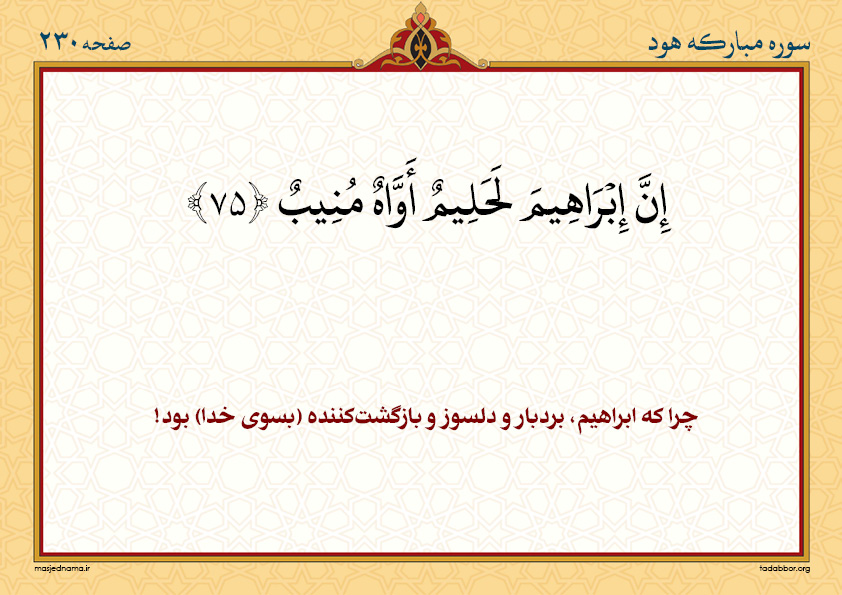 سوره مبارکه هود
صفحه ۲۳۰
إِنَّ إِبْرَاهِيمَ لَحَلِيمٌ أَوَّاهٌ مُنِيبٌ ﴿۷۵﴾
چرا که ابراهیم، بردبار و دلسوز و بازگشت‌کننده (بسوی خدا) بود!
masjednama.ir
tadabbor.org